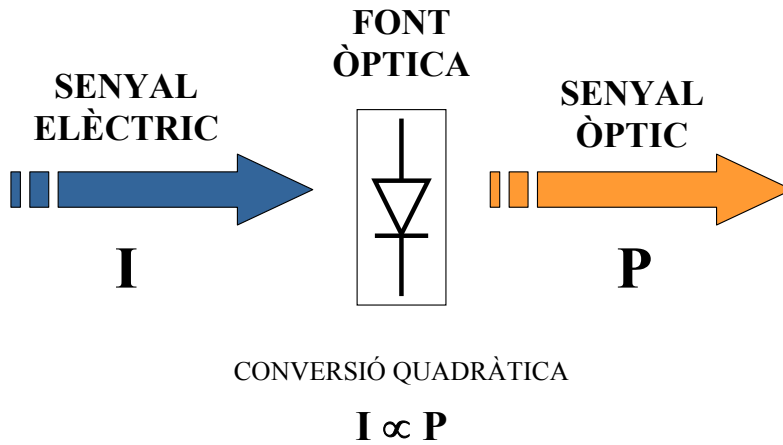 FONT
ÒPTICA
SENYAL
ELÈCTRIC
SENYAL
ÒPTIC
I
P
CONVERSIÓ QUADRÀTICA
I ∝ P